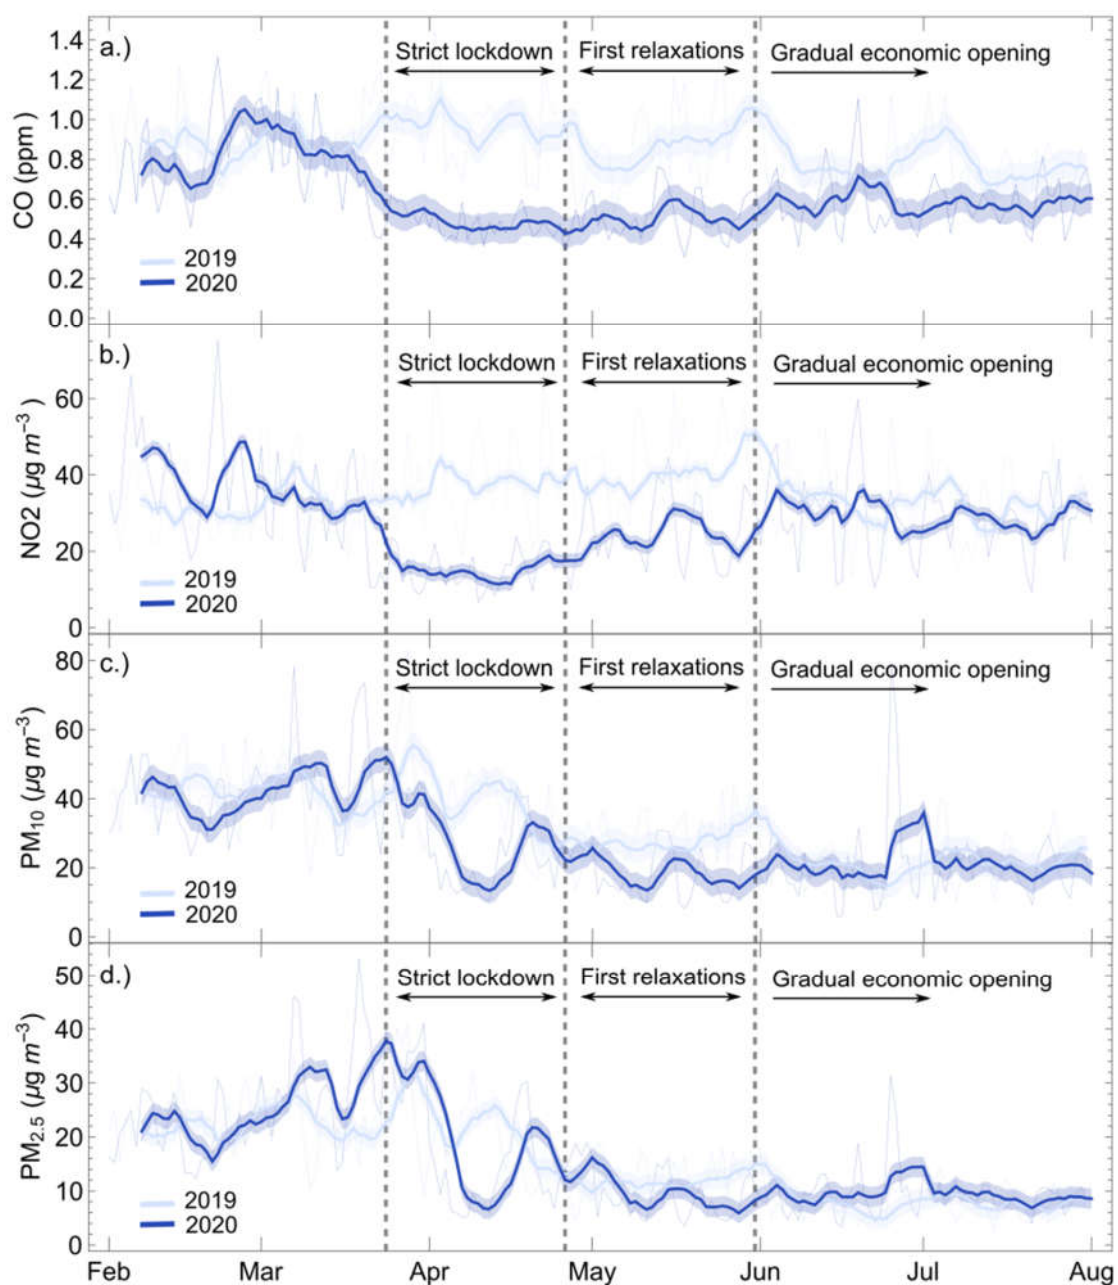 a.)
Strict lockdown
First relaxations
Gradual economic opening
CO (ppm)
1.4
1.2
1.0
0.8
0.6
0.4
0.2
0.0
2019
2020
b.)
Strict lockdown
First relaxations
Gradual economic opening
NO2 (μg m⁻³)
60
40
20
0
2019
2020
c.)
Strict lockdown
First relaxations
Gradual economic opening
PM₁₀ (μg m⁻³)
80
60
40
20
0
2019
2020
d.)
Strict lockdown
First relaxations
Gradual economic opening
PM₂.₅ (μg m⁻³)
50
40
30
20
10
0
2019
2020
Feb Mar Apr May Jun Jul Aug